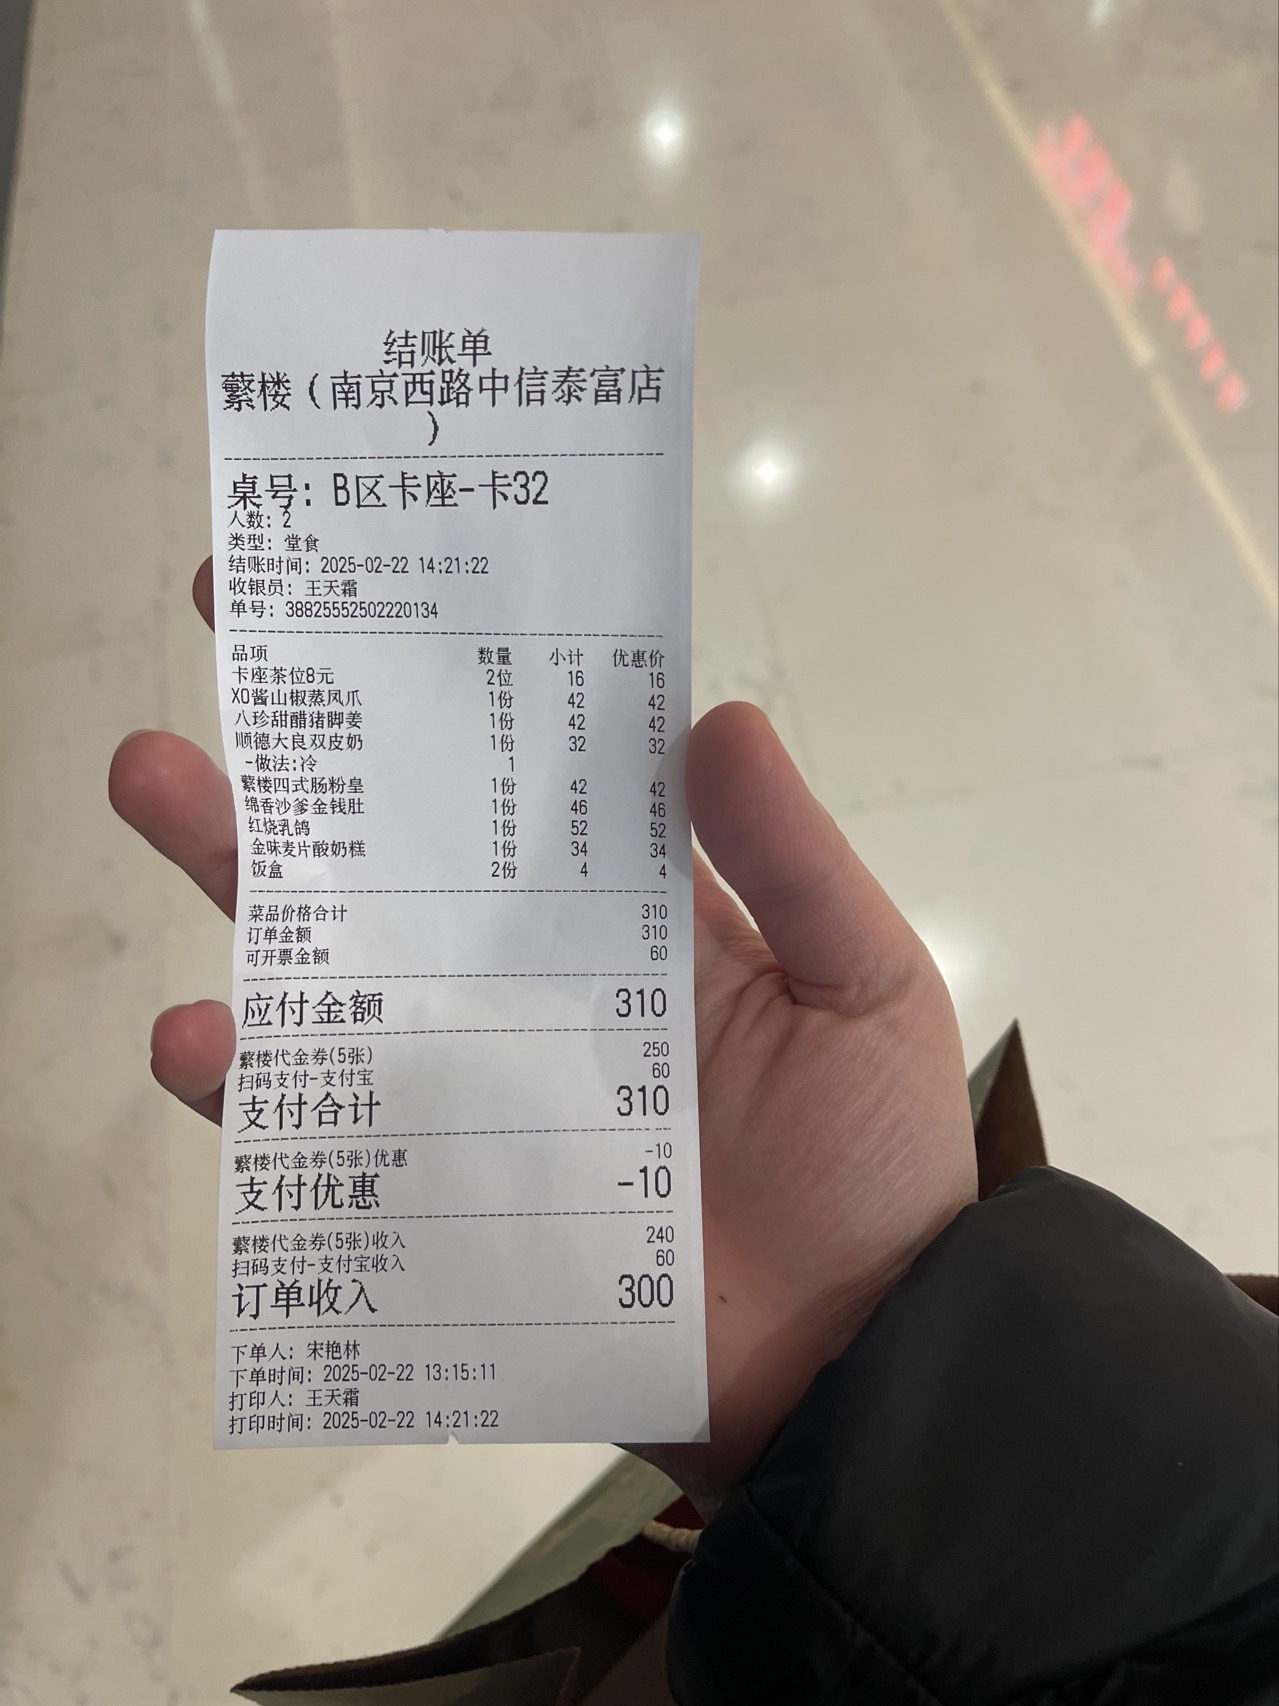 结账单
蘩楼（南京西路中信泰富店
）
桌号: B区卡座-卡32
人数: 2
类型: 堂食
结账时间: 2025-02-22 14:21:22
收银员: 王天霜
单号: 38825552502220134
品项 数量 小计 优惠价
卡座茶位8元 2位 16 16
XO酱山椒蒸凤爪 1份 42 42
八珍甜醋猪脚姜 1份 42 42
顺德大良双皮奶 1份 32 32
-做法:冷 1
蘩楼四式肠粉皇 1份 42 42
绵香沙爹金钱肚 1份 46 46
红烧乳鸽 1份 52 52
金味麦片酸奶糕 1份 34 34
饭盒 2份 4 4
菜品价格合计 310
订单金额 310
可开票金额 60
应付金额 310
蘩楼代金券(5张) 250
扫码支付-支付宝 60
支付合计 310
蘩楼代金券(5张)优惠 -10
支付优惠 -10
蘩楼代金券(5张)收入 240
扫码支付-支付宝收入 60
订单收入 300
下单人: 宋艳林
下单时间: 2025-02-22 13:15:11
打印人: 王天霜
打印时间: 2025-02-22 14:21:22